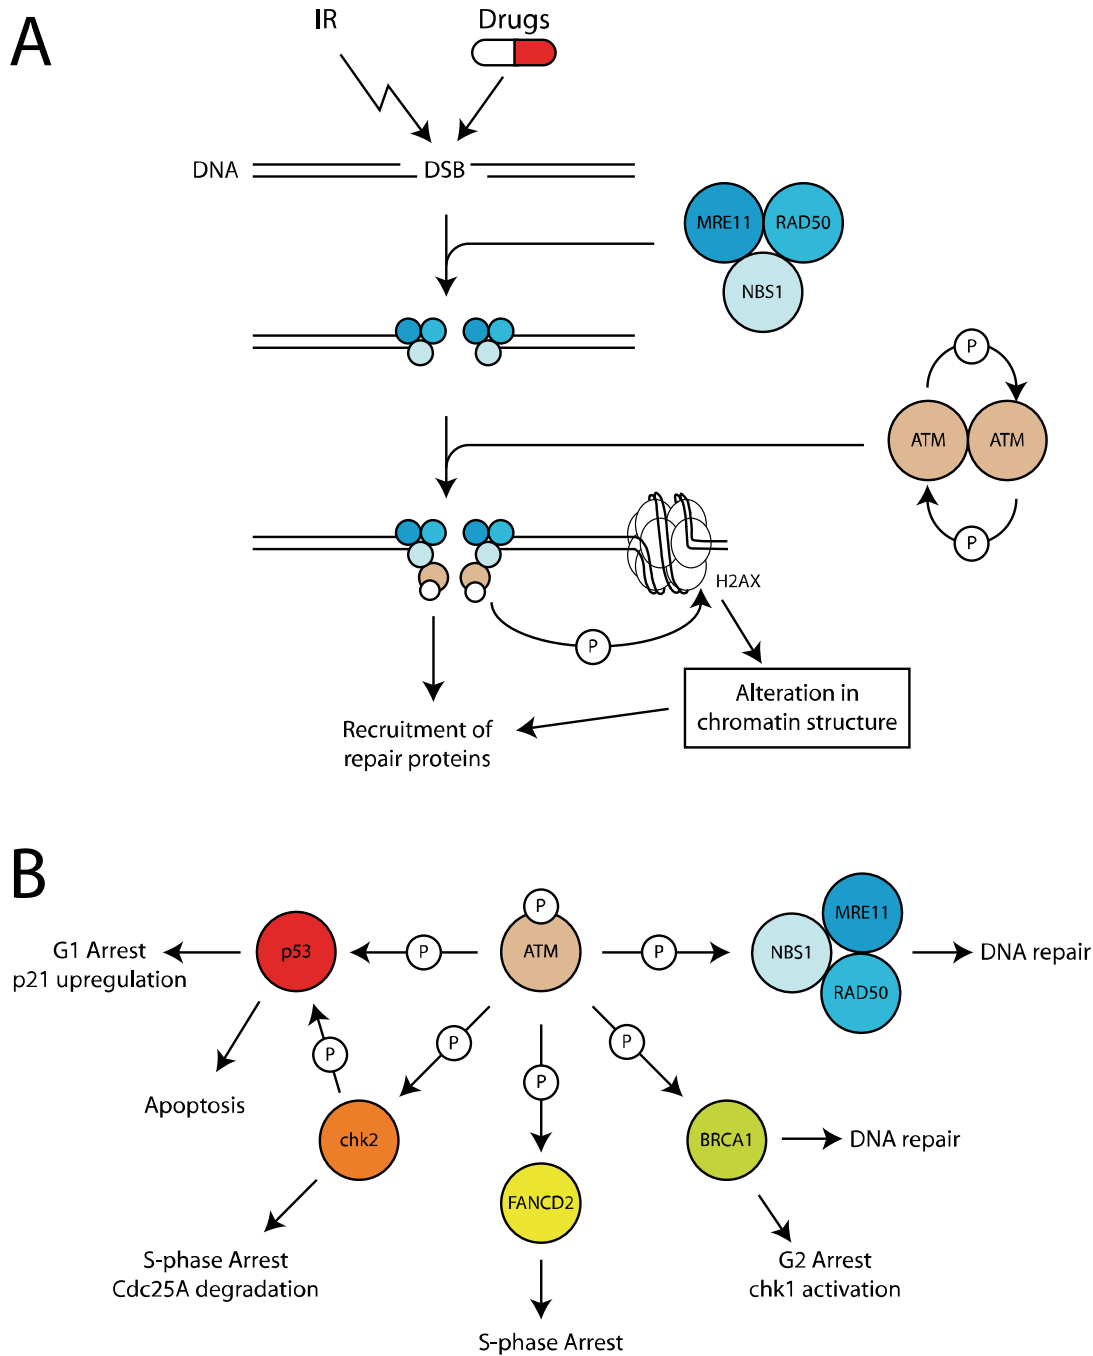 A
IR
Drugs
DNA
DSB
MRE11
RAD50
NBS1
P
ATM
ATM
P
H2AX
P
Alteration in
chromatin structure
Recruitment of
repair proteins
B
P
MRE11
G1 Arrest
p21 upregulation
p53
P
ATM
P
NBS1
RAD50
DNA repair
P
P
P
P
Apoptosis
chk2
BRCA1
DNA repair
FANCD2
S-phase Arrest
Cdc25A degradation
G2 Arrest
chk1 activation
S-phase Arrest